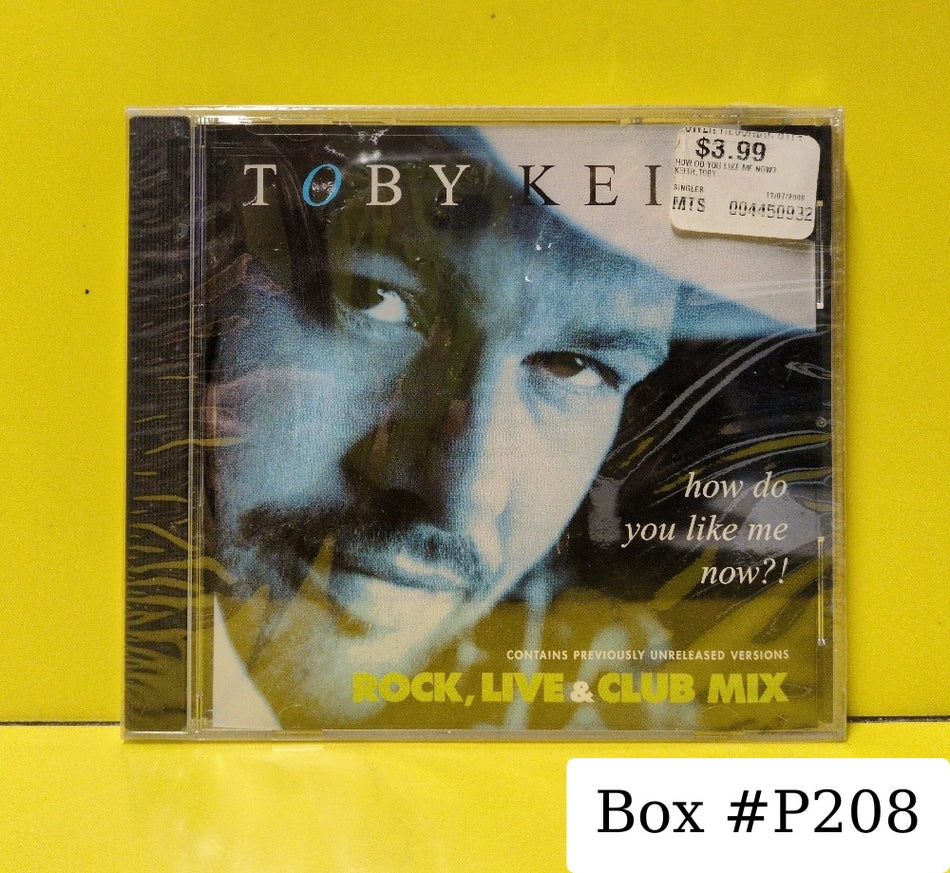 TOBY KEI
$3.99
HOW DO YOU LIKE ME NOW?
KEITH, TOBY
SINGLES
MTS 004450932
how do
you like me
now?!
CONTAINS PREVIOUSLY UNRELEASED VERSIONS
ROCK, LIVE & CLUB MIX
Box #P208